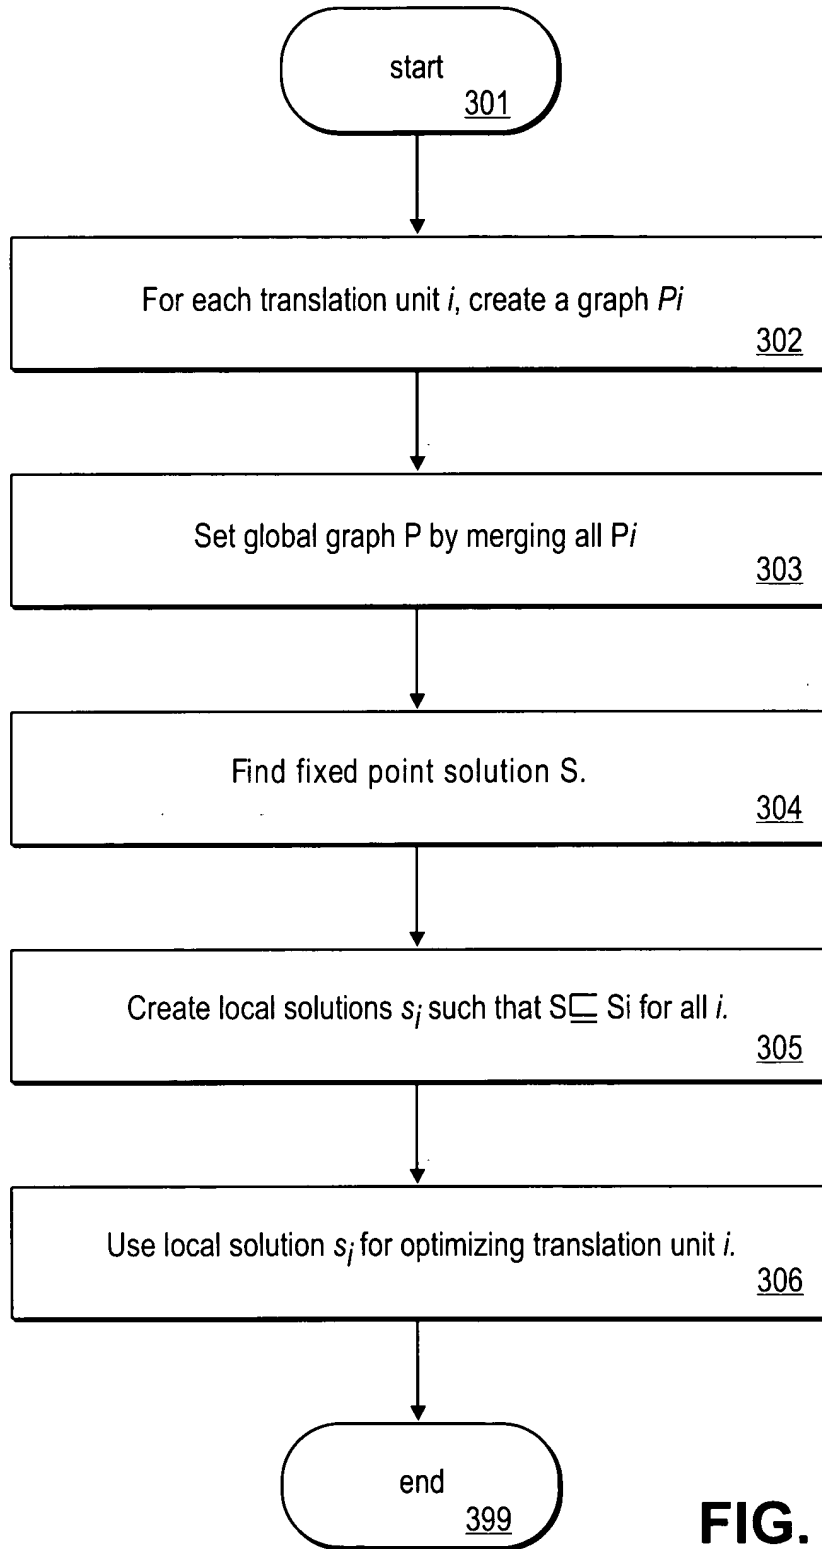 start
301
For each translation unit i, create a graph Pi
302
Set global graph P by merging all Pi
303
Find fixed point solution S.
304
Create local solutions si such that S⊑ Si for all i.
305
Use local solution si for optimizing translation unit i.
306
end
399
FIG.